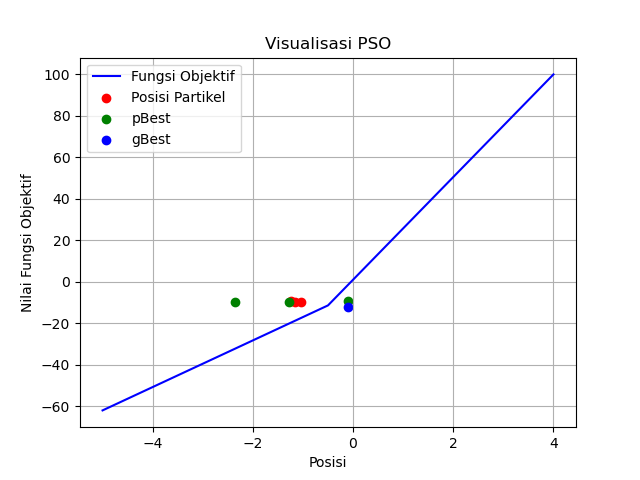 Visualisasi PSO
Fungsi Objektif
Posisi Partikel
pBest
gBest
Nilai Fungsi Objektif
100
80
60
40
20
0
−20
−40
−60
−4
−2
0
2
4
Posisi